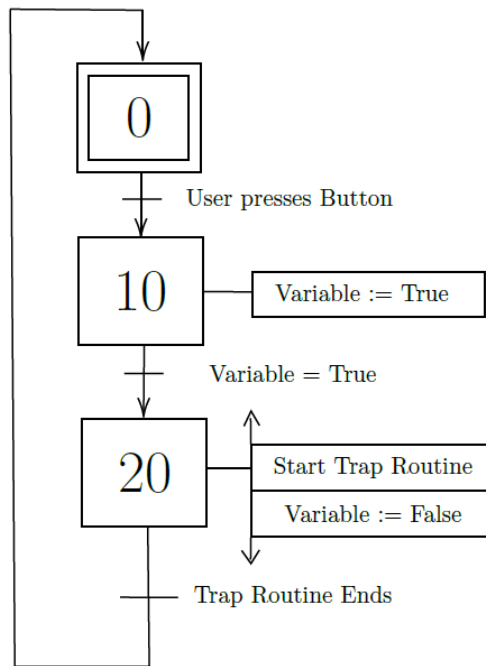 0
User presses Button
10
Variable := True
Variable = True
20
Start Trap Routine
Variable := False
Trap Routine Ends